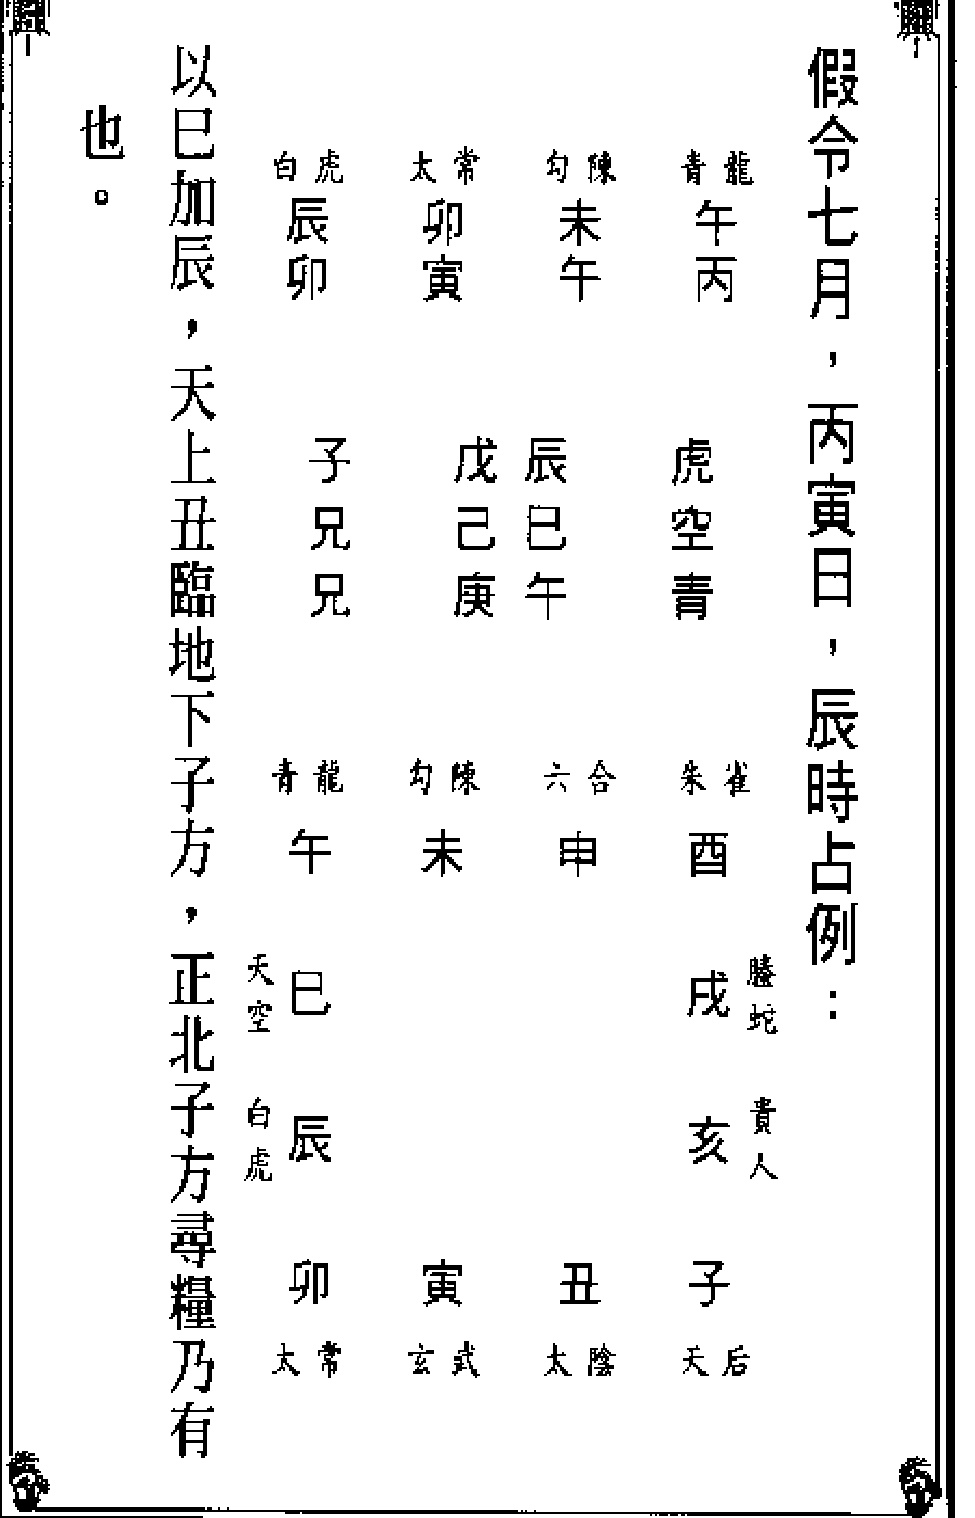 假令七月，丙寅日，辰時占例：
青龍 勾陳 太常 白虎
午 未 卯 辰
丙 午 寅 卯
虎 辰 戊 子
空 巳 己 兄
青 午 庚 兄
朱雀 六合 勾陳 青龍
酉 申 未 午
螣蛇 戌 巳 天空
貴人 亥 辰 白虎
子 丑 寅 卯
天后 太陰 玄武 太常
以巳加辰，天上丑臨地下子方，正北子方尋糧乃有
也。